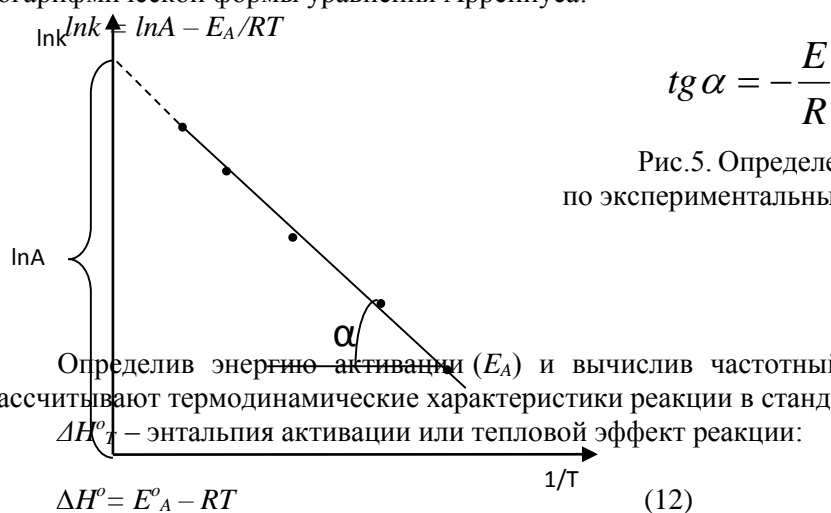 огарифмической формы уравнения Аррениуса:
lnk
lnk = lnA – E_A/RT
tg α = − E / R
Рис.5. Определе
по экспериментальны
lnA
α
Определив энергию активации (E_A) и вычислив частотный
ассчитывают термодинамические характеристики реакции в станд
ΔH°_T – энтальпия активации или тепловой эффект реакции:
1/T
ΔH° = E°_A – RT (12)